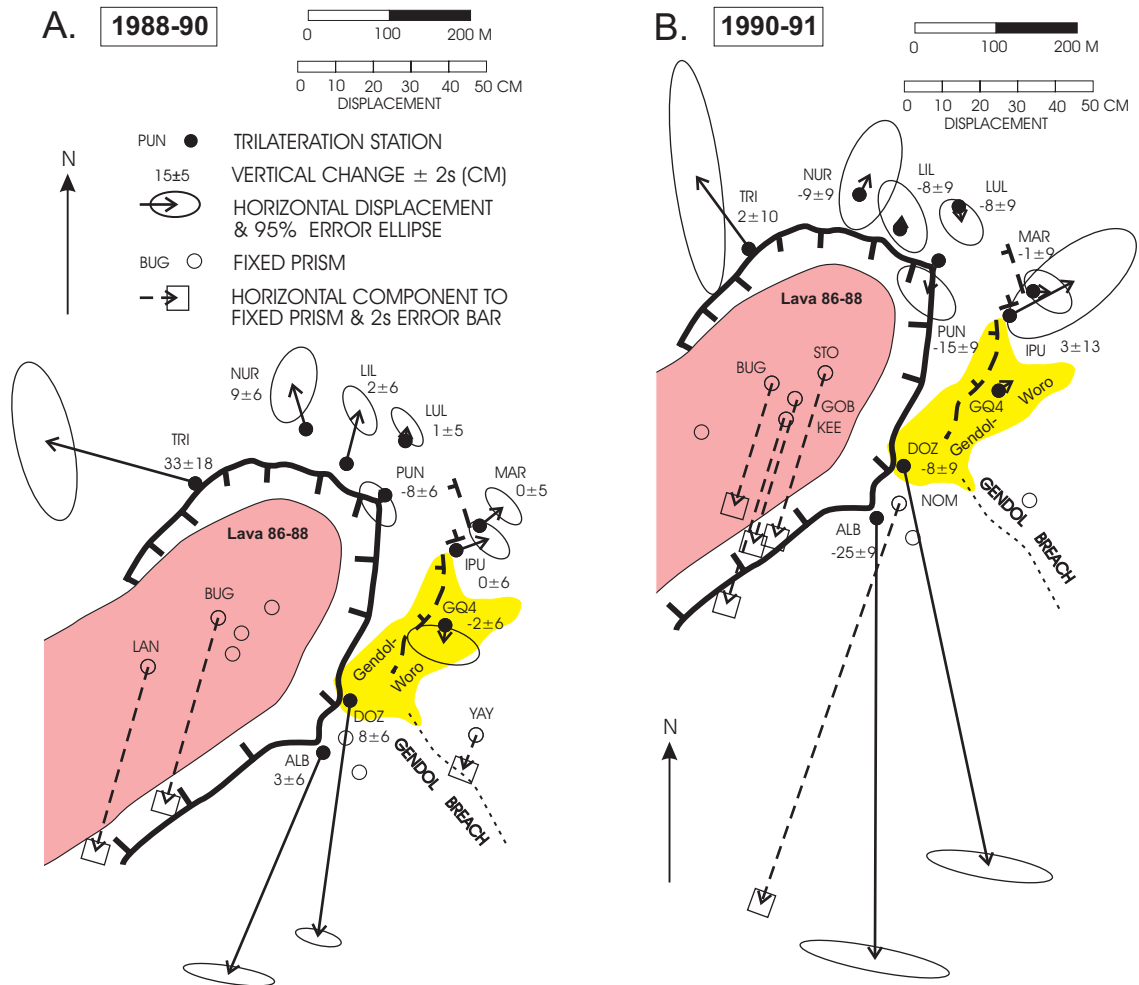 A.
1988-90
0 100 200 M
0 10 20 30 40 50 CM
DISPLACEMENT
PUN
TRILATERATION STATION
15±5
VERTICAL CHANGE ± 2s (CM)
HORIZONTAL DISPLACEMENT
& 95% ERROR ELLIPSE
BUG
FIXED PRISM
HORIZONTAL COMPONENT TO
FIXED PRISM & 2s ERROR BAR
N
NUR
9±6
LIL
2±6
LUL
1±5
TRI
33±18
PUN
-8±6
MAR
0±5
IPU
0±6
Lava 86-88
BUG
LAN
GQ4
-2±6
Gendol-
Woro
DOZ
8±6
YAY
ALB
3±6
GENDOL
BREACH
B.
1990-91
0 100 200 M
0 10 20 30 40 50 CM
DISPLACEMENT
NUR
-9±9
LIL
-8±9
LUL
-8±9
TRI
2±10
MAR
-1±9
Lava 86-88
PUN
-15±9
IPU 3±13
STO
BUG
GOB
KEE
GQ4
Gendol-
Woro
DOZ
-8±9
NOM
ALB
-25±9
GENDOL
BREACH
N